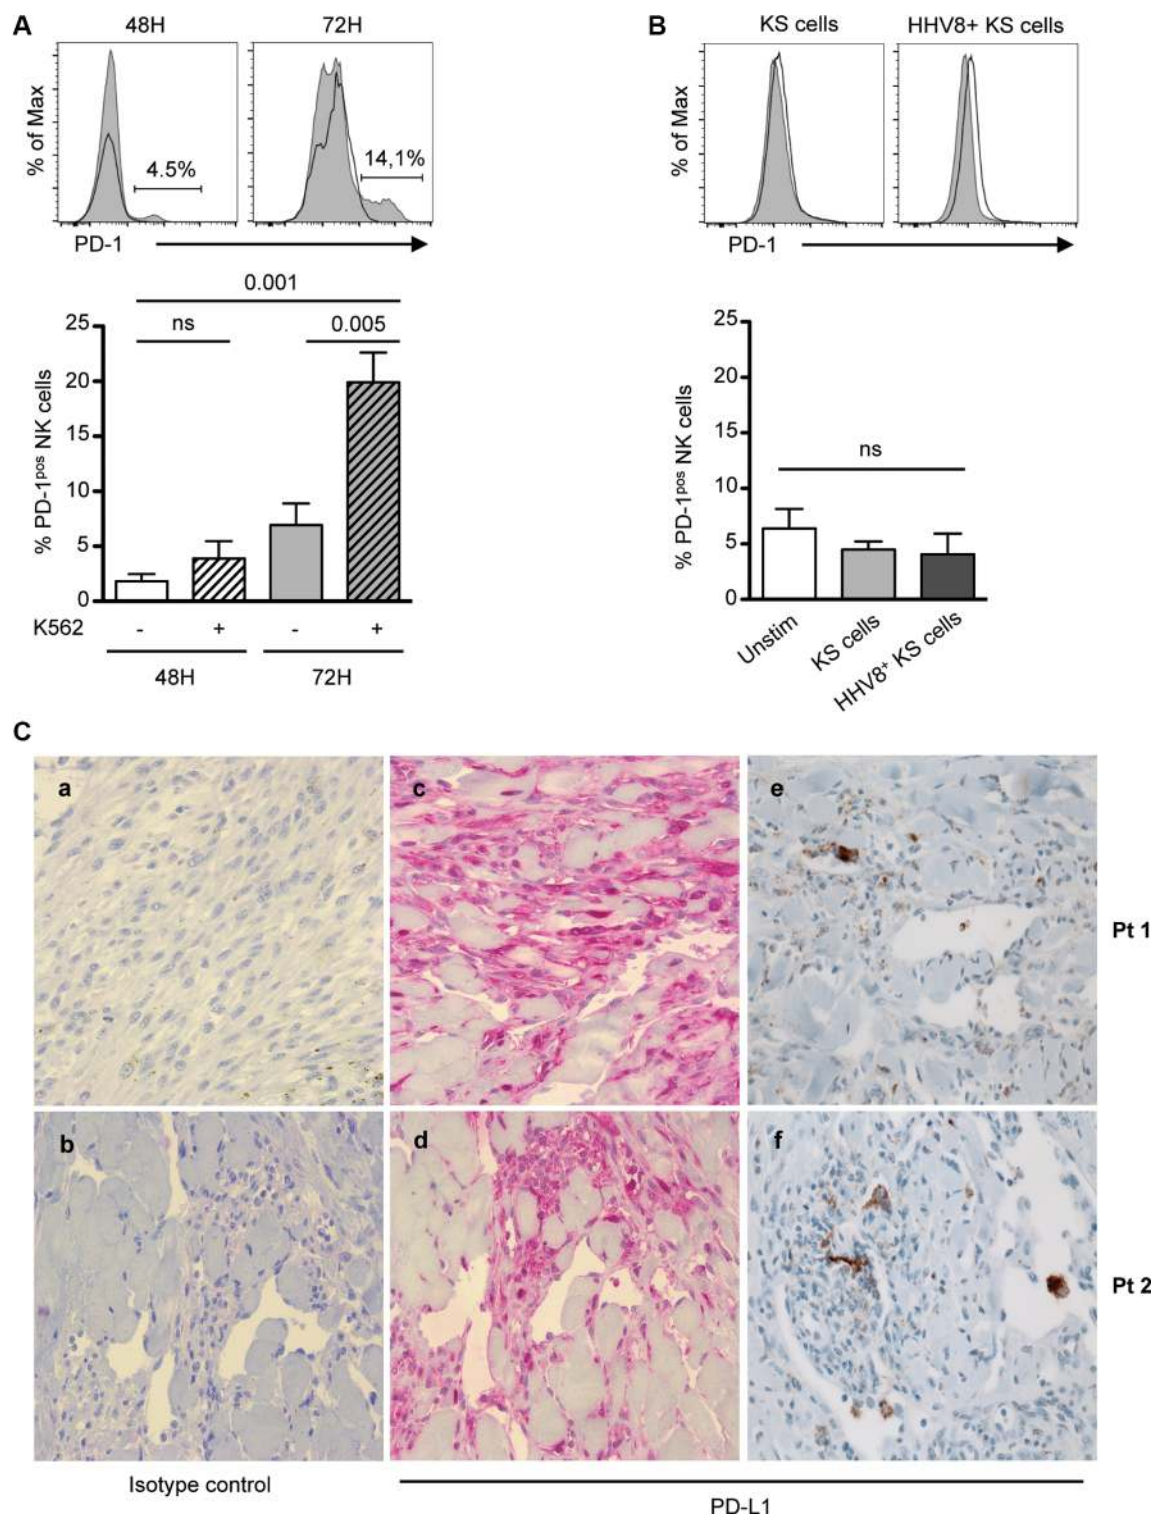 A
48H
72H
% of Max
4.5%
14,1%
PD-1
0.001
ns
0.005
% PD-1pos NK cells
25
20
15
10
5
0
K562
- + - +
48H
72H
B
KS cells
HHV8+ KS cells
% of Max
PD-1
% PD-1pos NK cells
25
20
15
10
5
0
ns
Unstim
KS cells
HHV8+ KS cells
C
a
c
e
Pt 1
b
d
f
Pt 2
Isotype control
PD-L1